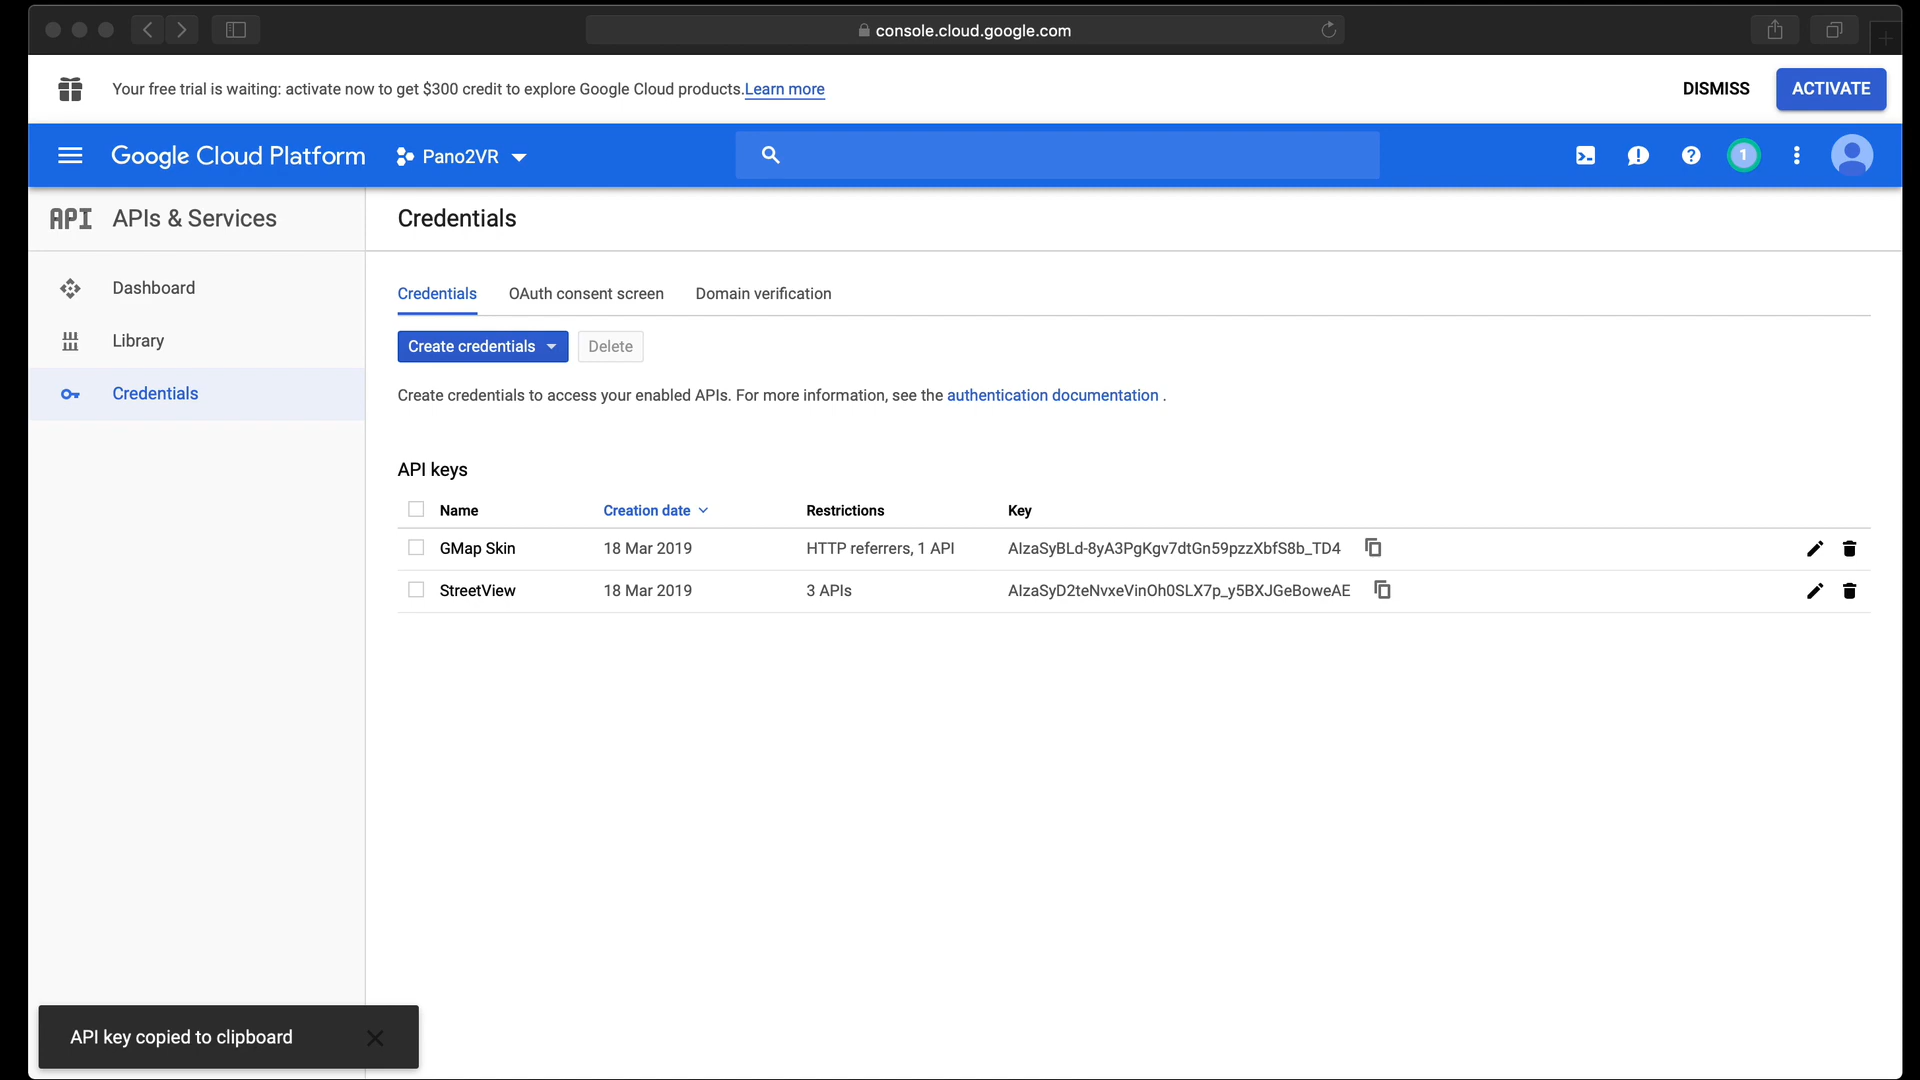 console.cloud.google.com
Your free trial is waiting: activate now to get $300 credit to explore Google Cloud products. Learn more
DISMISS
ACTIVATE
Google Cloud Platform
Pano2VR
1
API APIs & Services
Credentials
Dashboard
Library
Credentials
Credentials OAuth consent screen Domain verification
Create credentials Delete
Create credentials to access your enabled APIs. For more information, see the authentication documentation .
API keys
Name Creation date Restrictions Key
GMap Skin 18 Mar 2019 HTTP referrers, 1 API AIzaSyBLd-8yA3PgKgv7dtGn59pzzXbfS8b_TD4
StreetView 18 Mar 2019 3 APIs AIzaSyD2teNvxeVinOh0SLX7p_y5BXJGeBoweAE
API key copied to clipboard